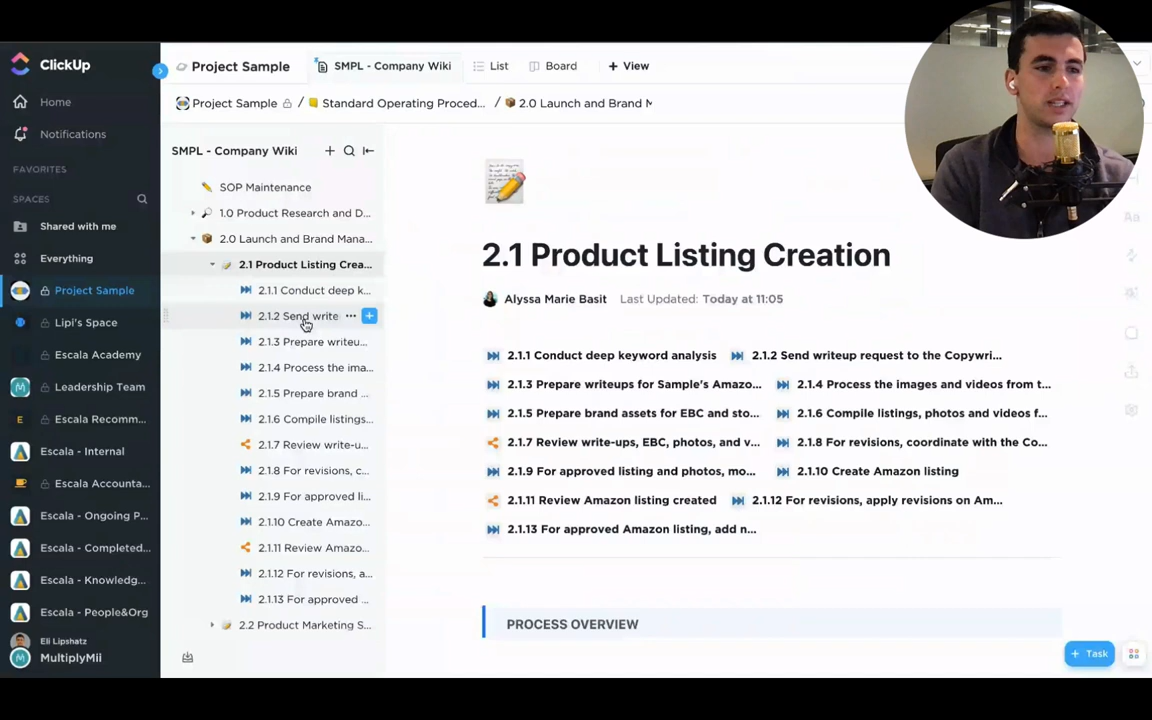 ClickUp
Project Sample
SMPL - Company Wiki
List
Board
+ View
Home
Notifications
FAVORITES
SPACES
Shared with me
Everything
Project Sample
Lipi's Space
Escala Academy
Leadership Team
Escala Recomm...
Escala - Internal
Escala Accounta...
Escala - Ongoing P...
Escala - Completed...
Escala - Knowledg...
Escala - People&Org
Eli Lipshatz
MultiplyMii
Project Sample / Standard Operating Proced... / 2.0 Launch and Brand M
SMPL - Company Wiki
SOP Maintenance
1.0 Product Research and D...
2.0 Launch and Brand Mana...
2.1 Product Listing Crea...
2.1.1 Conduct deep k...
2.1.2 Send write
2.1.3 Prepare writeu...
2.1.4 Process the ima...
2.1.5 Prepare brand ...
2.1.6 Compile listings...
2.1.7 Review write-u...
2.1.8 For revisions, c...
2.1.9 For approved li...
2.1.10 Create Amazo...
2.1.11 Review Amazo...
2.1.12 For revisions, a...
2.1.13 For approved ...
2.2 Product Marketing S...
2.1 Product Listing Creation
Alyssa Marie Basit Last Updated: Today at 11:05
2.1.1 Conduct deep keyword analysis
2.1.2 Send writeup request to the Copywri...
2.1.3 Prepare writeups for Sample's Amazo...
2.1.4 Process the images and videos from t...
2.1.5 Prepare brand assets for EBC and sto...
2.1.6 Compile listings, photos and videos f...
2.1.7 Review write-ups, EBC, photos, and v...
2.1.8 For revisions, coordinate with the Co...
2.1.9 For approved listing and photos, mo...
2.1.10 Create Amazon listing
2.1.11 Review Amazon listing created
2.1.12 For revisions, apply revisions on Am...
2.1.13 For approved Amazon listing, add n...
PROCESS OVERVIEW
Aa
+ Task